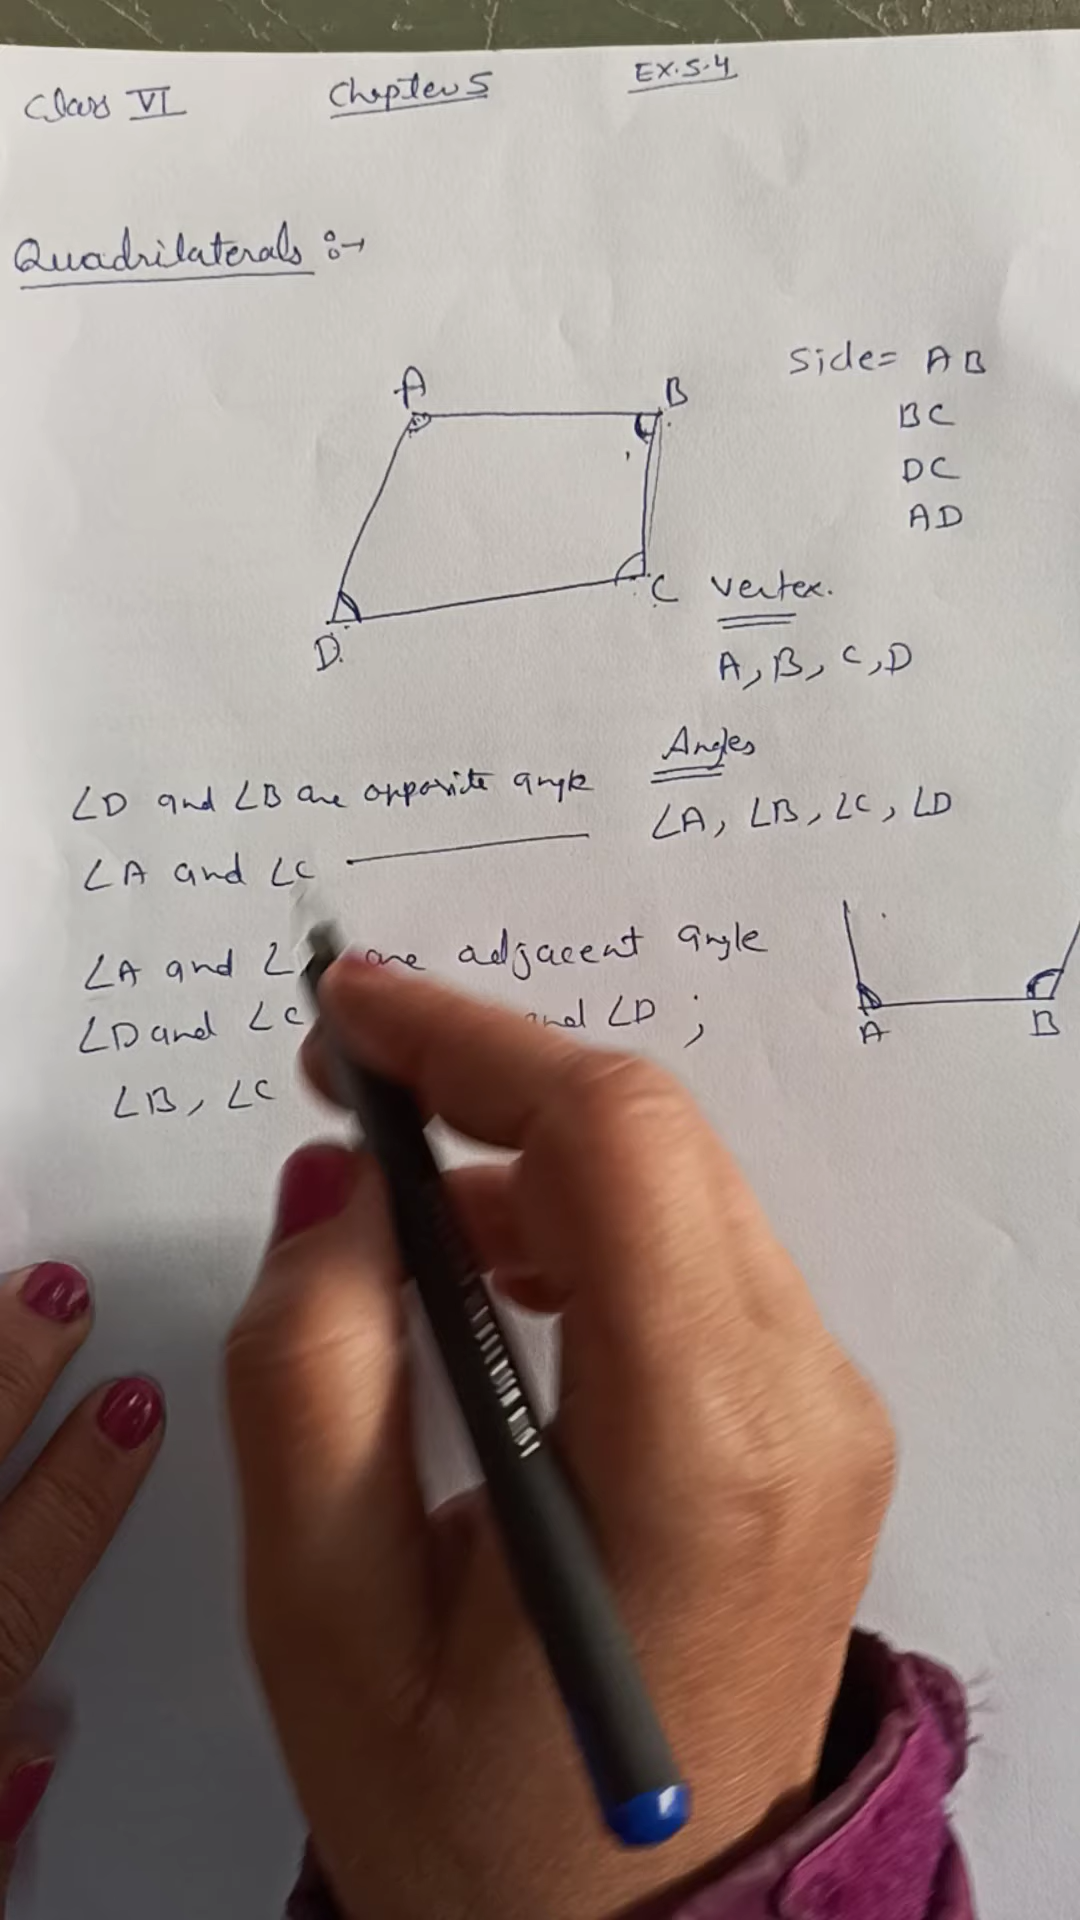 Class VI Chapter 5 EX.5.4
Quadrilaterals :→
A
B
C
D.
Side= AB
BC
DC
AD
Vertex.
A, B, C, D
Angles
∠A, ∠B, ∠C, ∠D
∠D and ∠B are opposite angle
∠A and ∠C
∠A and ∠ are adjacent angle
∠D and ∠C and ∠D ;
∠B, ∠C
A B